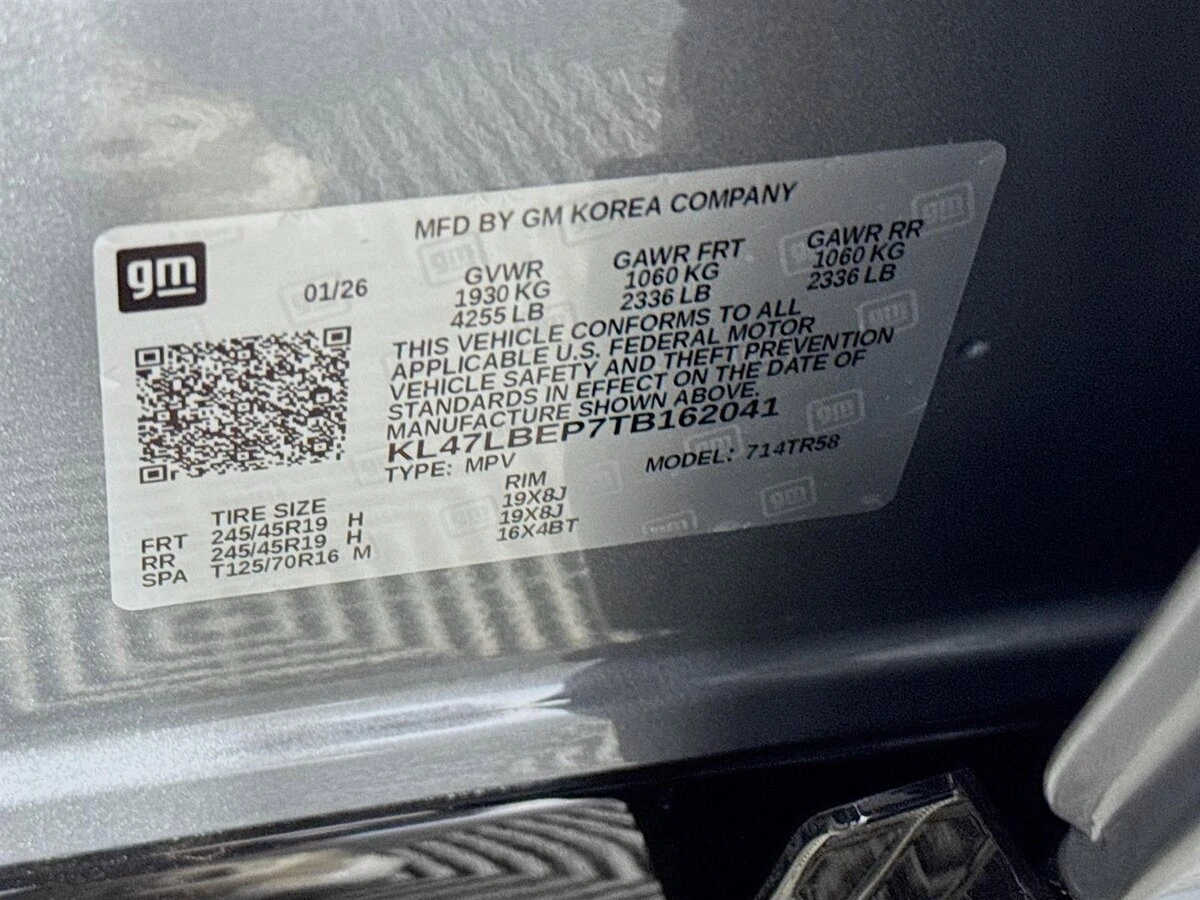 MFD BY GM KOREA COMPANY
gm
01/26
GVWR GAWR FRT GAWR RR
1930 KG 1060 KG 1060 KG
4255 LB 2336 LB 2336 LB
THIS VEHICLE CONFORMS TO ALL
APPLICABLE U.S. FEDERAL MOTOR
VEHICLE SAFETY AND THEFT PREVENTION
STANDARDS IN EFFECT ON THE DATE OF
MANUFACTURE SHOWN ABOVE.
KL47LBEP7TB162041
TYPE: MPV MODEL: 714TR58
TIRE SIZE RIM
FRT 245/45R19 H 19X8J
RR 245/45R19 H 19X8J
SPA T125/70R16 M 16X4BT